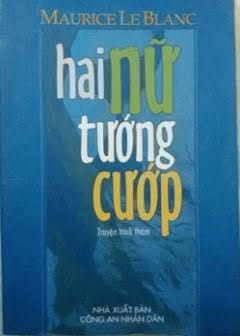 MAURICE LE BLANC
hai nữ
tướng
cướp
Truyện trinh thám
NHÀ XUẤT BẢN
CÔNG AN NHÂN DÂN